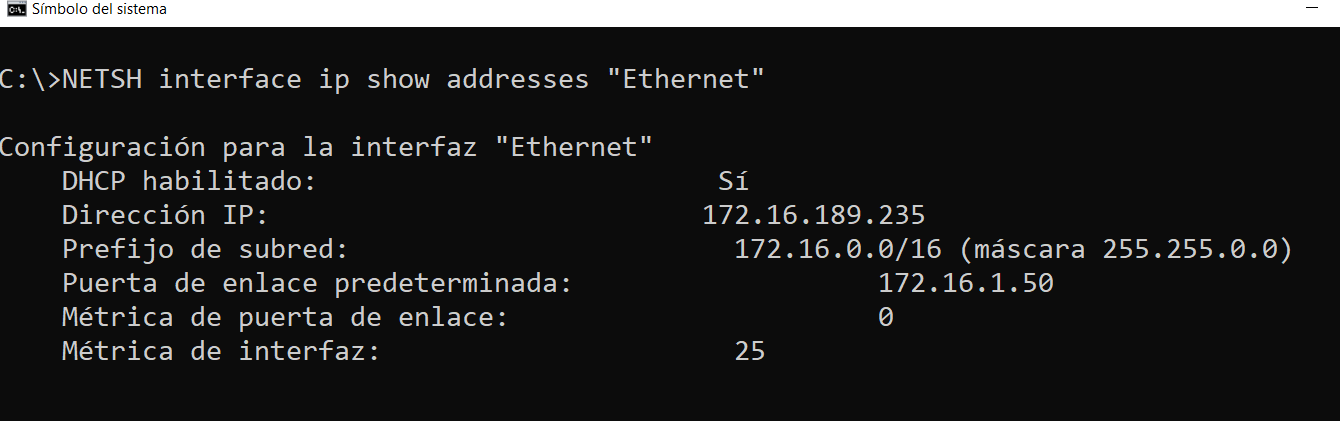 Símbolo del sistema
C:\>NETSH interface ip show addresses "Ethernet"
Configuración para la interfaz "Ethernet"
DHCP habilitado: Sí
Dirección IP: 172.16.189.235
Prefijo de subred: 172.16.0.0/16 (máscara 255.255.0.0)
Puerta de enlace predeterminada: 172.16.1.50
Métrica de puerta de enlace: 0
Métrica de interfaz: 25